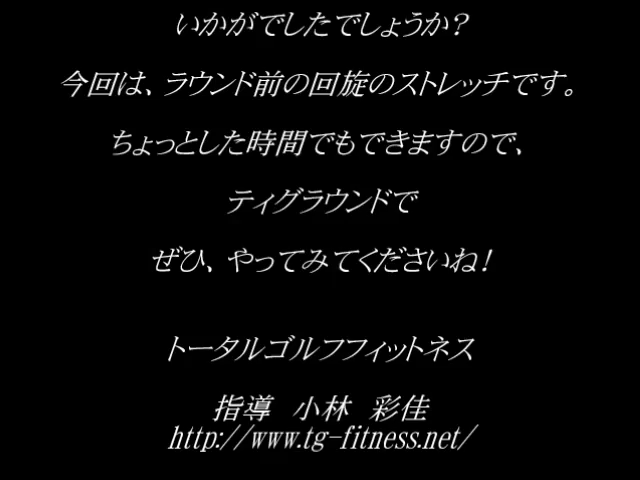 いかがでしたでしょうか?
今回は、ラウンド前の回旋のストレッチです。
ちょっとした時間でもできますので、
ティグラウンドで
ぜひ、やってみてくださいね!
トータルゴルフフィットネス
指導 小林 彩佳
http://www.tg-fitness.net/